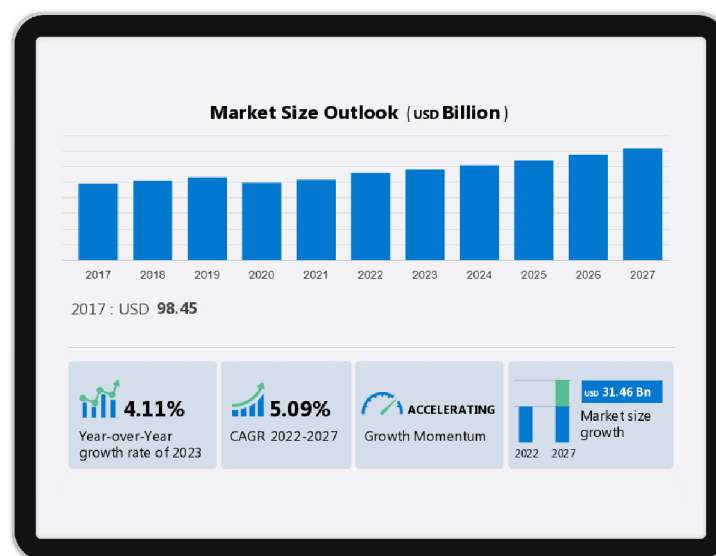 Market Size Outlook ( USD Billion )
2017 2018 2019 2020 2021 2022 2023 2024 2025 2026 2027
2017 : USD 98.45
4.11%
Year-over-Year
growth rate of 2023
5.09%
CAGR 2022-2027
ACCELERATING
Growth Momentum
USD 31.46 Bn
Market size
growth
2022 2027